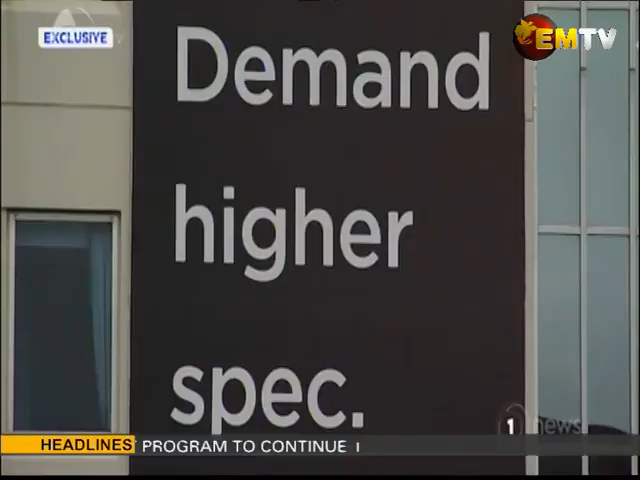 EXCLUSIVE
EMTV
Demand
higher
spec.
1 news
HEADLINES PROGRAM TO CONTINUE